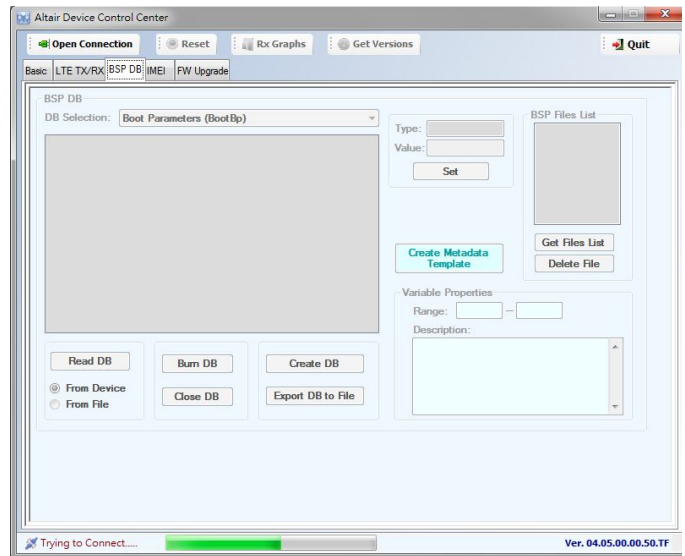 Altair Device Control Center
Open Connection Reset Rx Graphs Get Versions Quit
Basic LTE TX/RX BSP DB IMEI FW Upgrade
BSP DB
DB Selection: Boot Parameters (BootBp)
Type:
Value:
Set
BSP Files List
Get Files List
Delete File
Create Metadata
Template
Variable Properties
Range: –
Description:
Read DB
From Device
From File
Burn DB
Close DB
Create DB
Export DB to File
Trying to Connect..... Ver. 04.05.00.00.50.TF